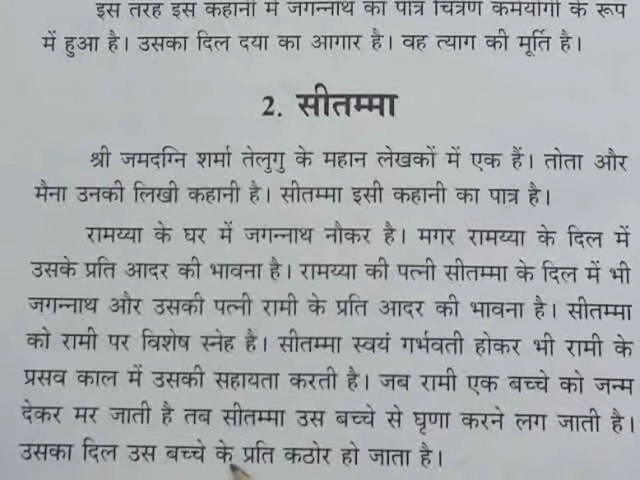 इस तरह इस कहानी में जगन्नाथ का पात्र चित्रण कर्मयोगी के रूप
में हुआ है। उसका दिल दया का आगार है। वह त्याग की मूर्ति है।
2. सीतम्मा
श्री जमदग्नि शर्मा तेलुगु के महान लेखकों में एक हैं। तोता और
मैना उनकी लिखी कहानी है। सीतम्मा इसी कहानी का पात्र है।
रामय्या के घर में जगन्नाथ नौकर है। मगर रामय्या के दिल में
उसके प्रति आदर की भावना है। रामय्या की पत्नी सीतम्मा के दिल में भी
जगन्नाथ और उसकी पत्नी रामी के प्रति आदर की भावना है। सीतम्मा
को रामी पर विशेष स्नेह है। सीतम्मा स्वयं गर्भवती होकर भी रामी के
प्रसव काल में उसकी सहायता करती है। जब रामी एक बच्चे को जन्म
देकर मर जाती है तब सीतम्मा उस बच्चे से घृणा करने लग जाती है।
उसका दिल उस बच्चे के प्रति कठोर हो जाता है।